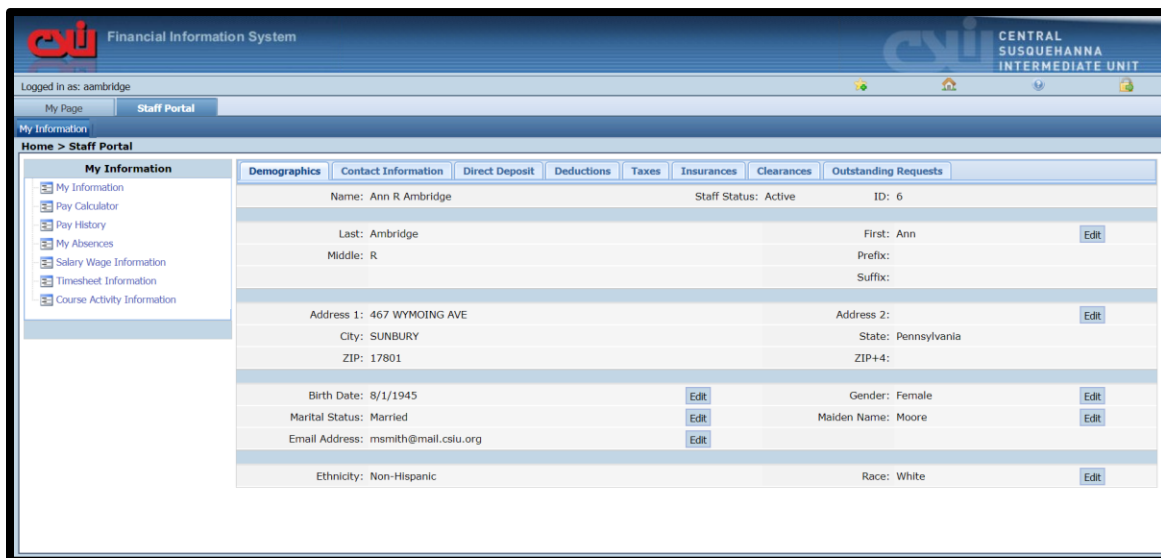 CSIU Financial Information System
CENTRAL
SUSQUEHANNA
INTERMEDIATE UNIT
Logged in as: aambridge
My Page Staff Portal
My Information
Home > Staff Portal
My Information
My Information
Pay Calculator
Pay History
My Absences
Salary Wage Information
Timesheet Information
Course Activity Information
Demographics Contact Information Direct Deposit Deductions Taxes Insurances Clearances Outstanding Requests
Name: Ann R Ambridge Staff Status: Active ID: 6
Last: Ambridge First: Ann Edit
Middle: R Prefix:
Suffix:
Address 1: 467 WYMOING AVE Address 2: Edit
City: SUNBURY State: Pennsylvania
ZIP: 17801 ZIP+4:
Birth Date: 8/1/1945 Edit Gender: Female Edit
Marital Status: Married Edit Maiden Name: Moore Edit
Email Address: msmith@mail.csiu.org Edit
Ethnicity: Non-Hispanic Race: White Edit